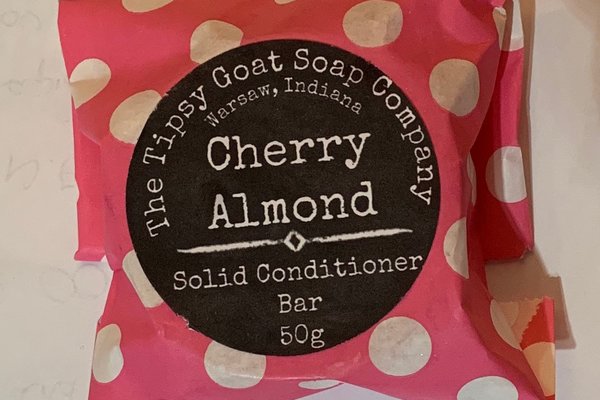 The Tipsy Goat Soap Company
Warsaw, Indiana
Cherry
Almond
Solid Conditioner
Bar
50g